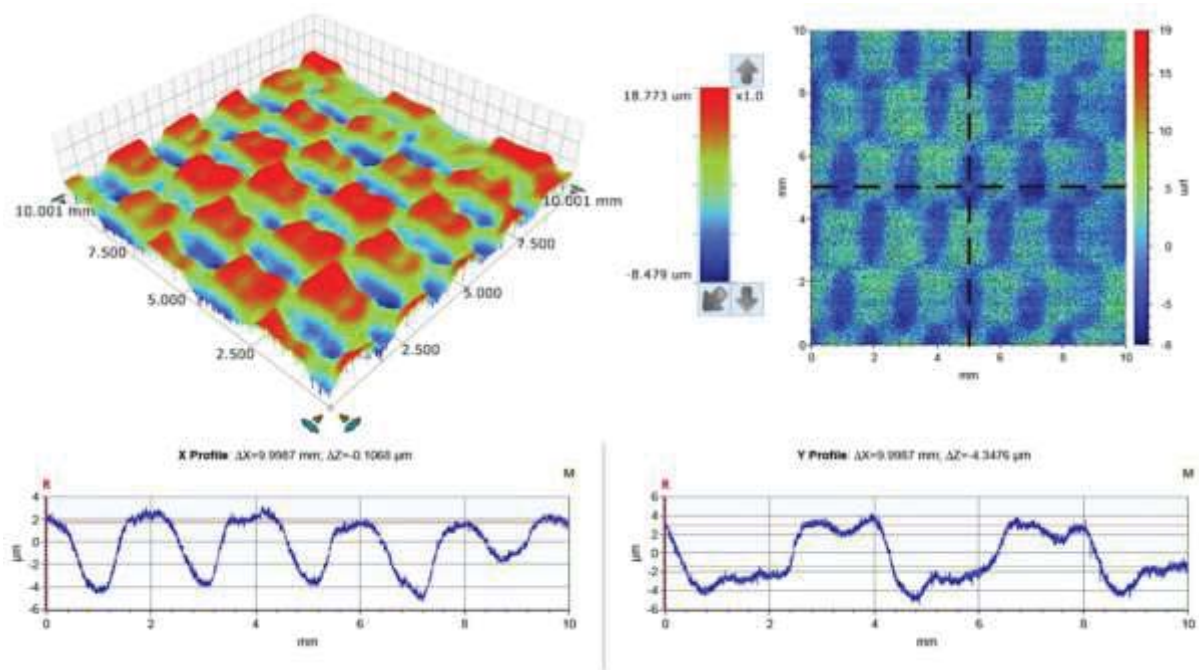 10.001 mm
7.500
5.000
2.500
2.500
5.000
7.500
10.001 mm
Y
18.773 um
x1.0
-8.479 um
10
8
6
4
2
0
mm
0 2 4 6 8 10
mm
19
15
10
5
0
-5
-8
µm
X Profile: ΔX=9.9987 mm; ΔZ=-0.1068 µm
R
M
4
2
0
-2
-4
-6
µm
0 2 4 6 8 10
mm
Y Profile: ΔX=9.9987 mm; ΔZ=-4.3476 µm
R
M
6
4
2
0
-2
-4
-6
µm
0 2 4 6 8 10
mm